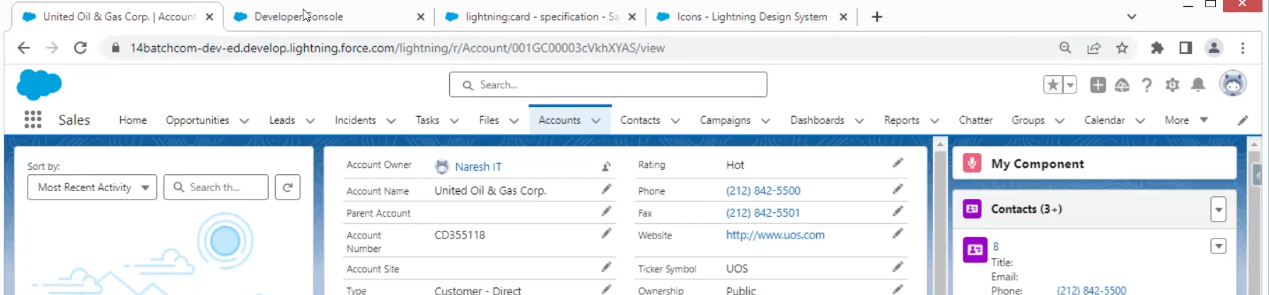 United Oil & Gas Corp. | Account
Developer Console
lightning:card - specification - Sa
Icons - Lightning Design System
14batchcom-dev-ed.develop.lightning.force.com/lightning/r/Account/001GC00003cVkhXYAS/view
Search...
Sales
Home
Opportunities
Leads
Incidents
Tasks
Files
Accounts
Contacts
Campaigns
Dashboards
Reports
Chatter
Groups
Calendar
More
Sort by:
Most Recent Activity
Search th...
Account Owner
Naresh IT
Rating
Hot
Account Name
United Oil & Gas Corp.
Phone
(212) 842-5500
Parent Account
Fax
(212) 842-5501
Account
Number
CD355118
Website
http://www.uos.com
Account Site
Ticker Symbol
UOS
Type
Customer - Direct
Ownership
Public
My Component
Contacts (3+)
B
Title:
Email:
Phone:
(212) 842-5500